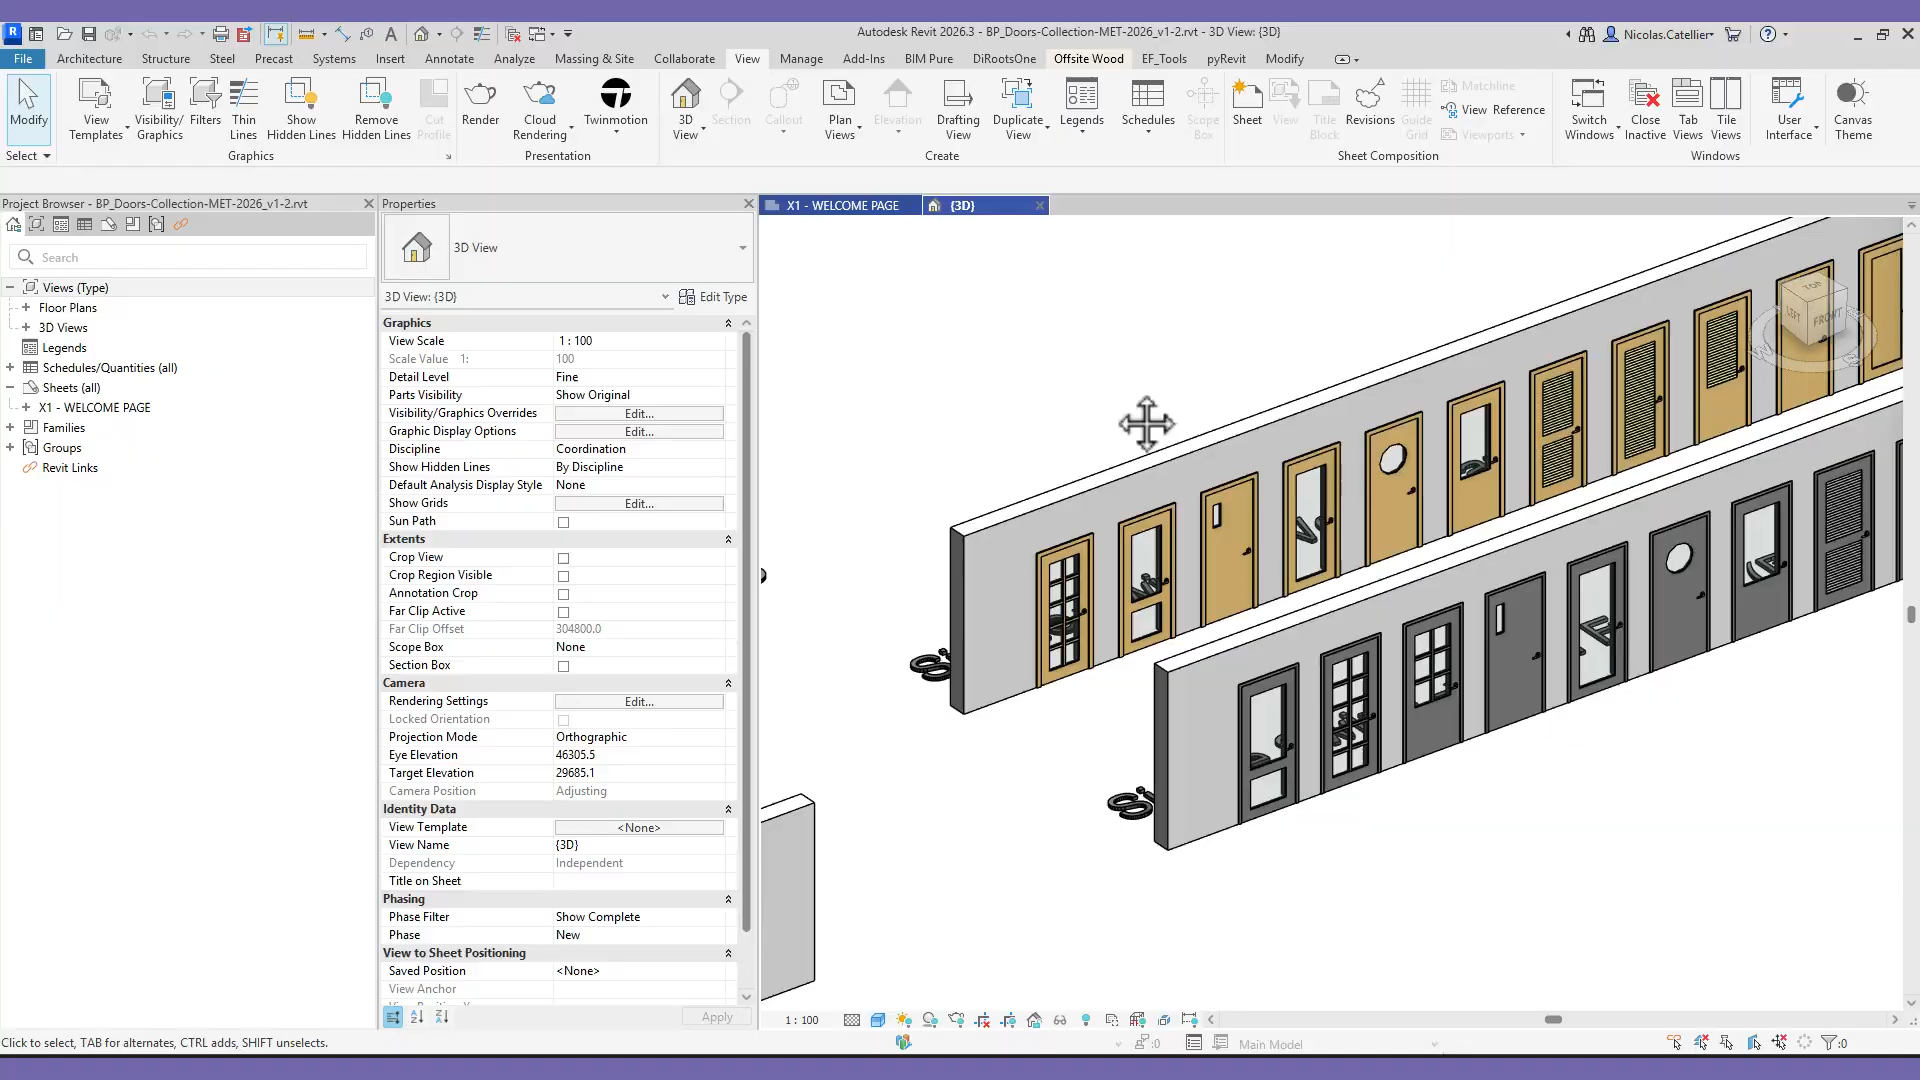 Autodesk Revit 2026.3 - BP_Doors-Collection-MET-2026_v1-2.rvt - 3D View: {3D}
Nicolas.Catellier
File Architecture Structure Steel Precast Systems Insert Annotate Analyze Massing & Site Collaborate View Manage Add-Ins BIM Pure DiRootsOne Offsite Wood EF_Tools pyRevit Modify
Modify
View Templates
Visibility/ Graphics
Filters
Thin Lines
Show Hidden Lines
Remove Hidden Lines
Cut Profile
Render
Cloud Rendering
Twinmotion
3D View
Section
Callout
Plan Views
Elevation
Drafting View
Duplicate View
Legends
Schedules
Scope Box
Sheet
View
Title Block
Revisions
Guide Grid
Matchline
View Reference
Viewports
Switch Windows
Close Inactive
Tab Views
Tile Views
User Interface
Canvas Theme
Select
Graphics
Presentation
Create
Sheet Composition
Windows
Project Browser - BP_Doors-Collection-MET-2026_v1-2.rvt
Search
Views (Type)
Floor Plans
3D Views
Legends
Schedules/Quantities (all)
Sheets (all)
X1 - WELCOME PAGE
Families
Groups
Revit Links
Properties
3D View
3D View: {3D}
Edit Type
Graphics
View Scale 1 : 100
Scale Value 1: 100
Detail Level Fine
Parts Visibility Show Original
Visibility/Graphics Overrides Edit...
Graphic Display Options Edit...
Discipline Coordination
Show Hidden Lines By Discipline
Default Analysis Display Style None
Show Grids Edit...
Sun Path
Extents
Crop View
Crop Region Visible
Annotation Crop
Far Clip Active
Far Clip Offset 304800.0
Scope Box None
Section Box
Camera
Rendering Settings Edit...
Locked Orientation
Projection Mode Orthographic
Eye Elevation 46305.5
Target Elevation 29685.1
Camera Position Adjusting
Identity Data
View Template <None>
View Name {3D}
Dependency Independent
Title on Sheet
Phasing
Phase Filter Show Complete
Phase New
View to Sheet Positioning
Saved Position <None>
View Anchor
Apply
X1 - WELCOME PAGE
{3D}
TOP
LEFT
FRONT
W
S
Si
Si
1 : 100
Click to select, TAB for alternates, CTRL adds, SHIFT unselects.
:0
Main Model
:0